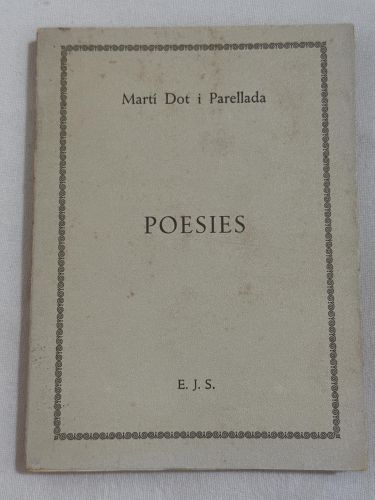 Martí Dot i Parellada
POESIES
E. J. S.